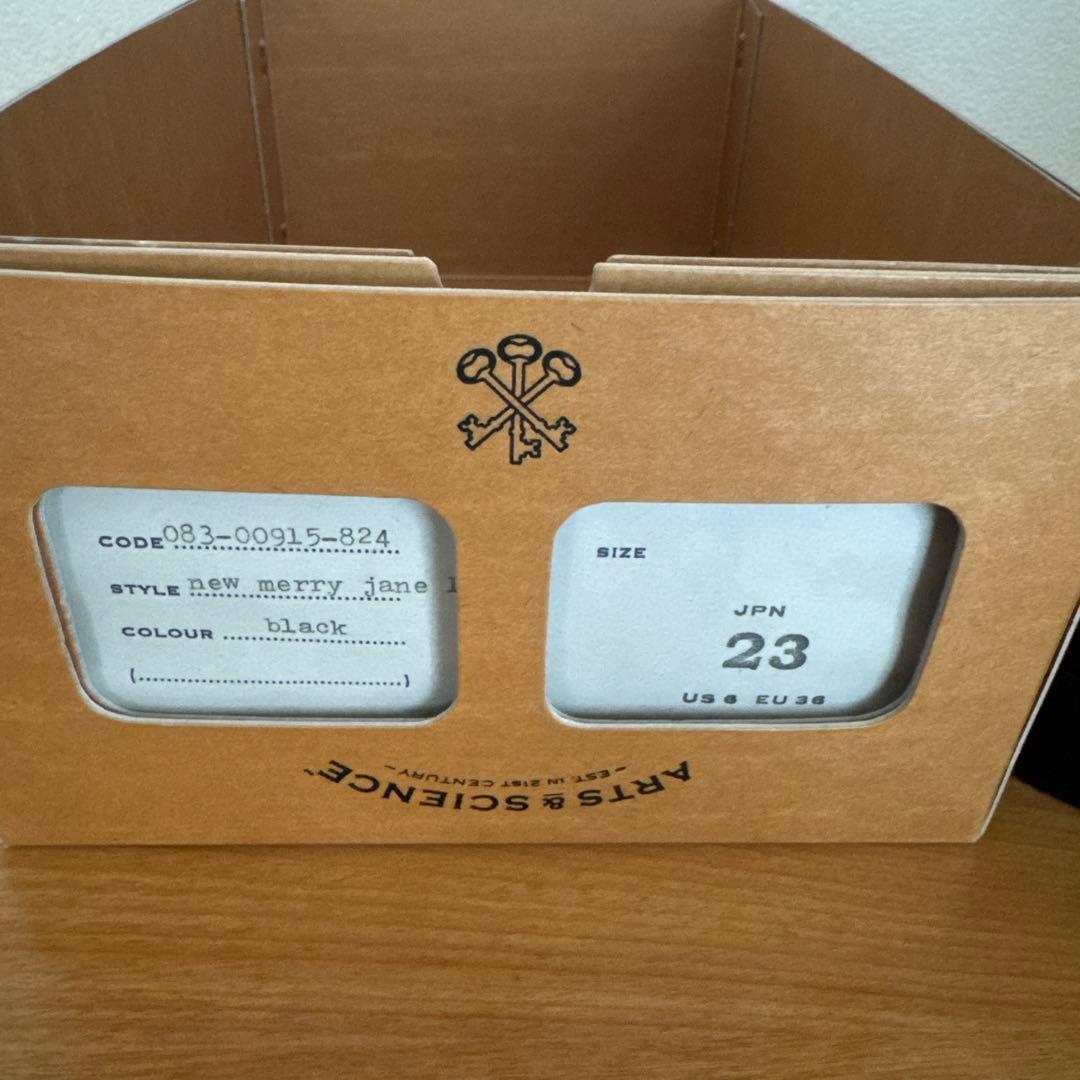 CODE 083-00915-824
STYLE new merry jane l
COLOUR black
(................................)
SIZE
JPN
23
US 6 EU 36
ARTS & SCIENCE™
- EST. IN 21ST CENTURY -